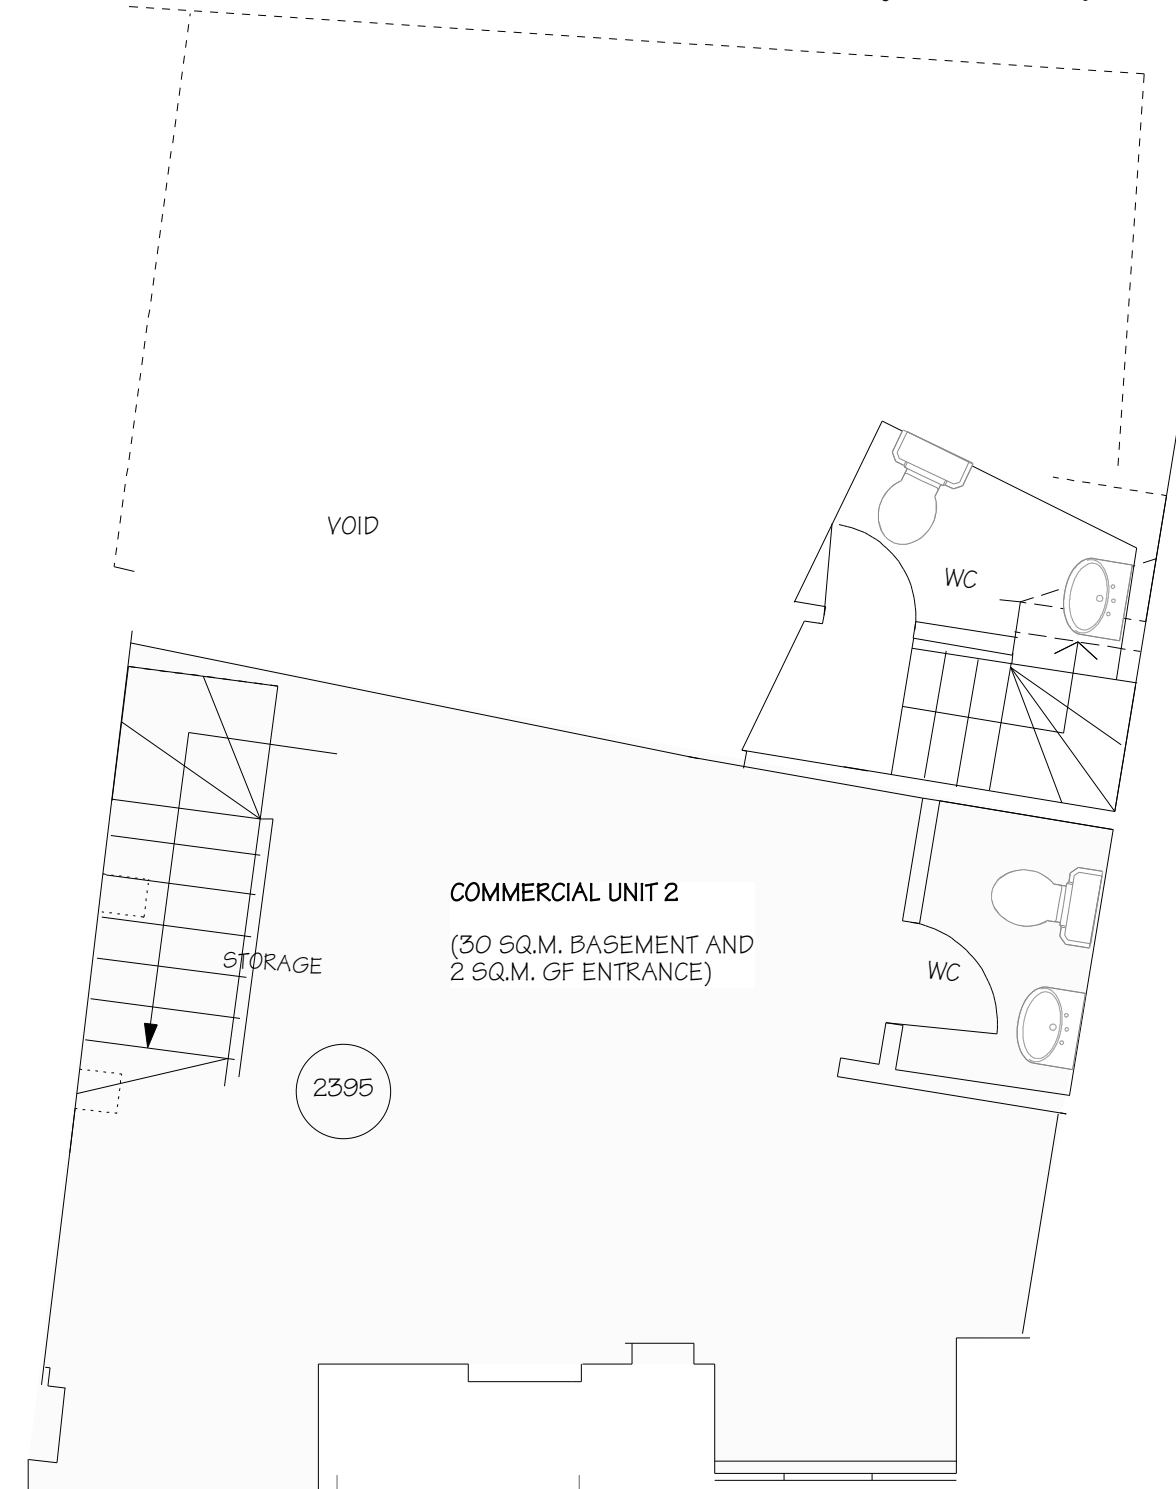 VOID
WC
COMMERCIAL UNIT 2
(30 SQ.M. BASEMENT AND
2 SQ.M. GF ENTRANCE)
STORAGE
WC
2395